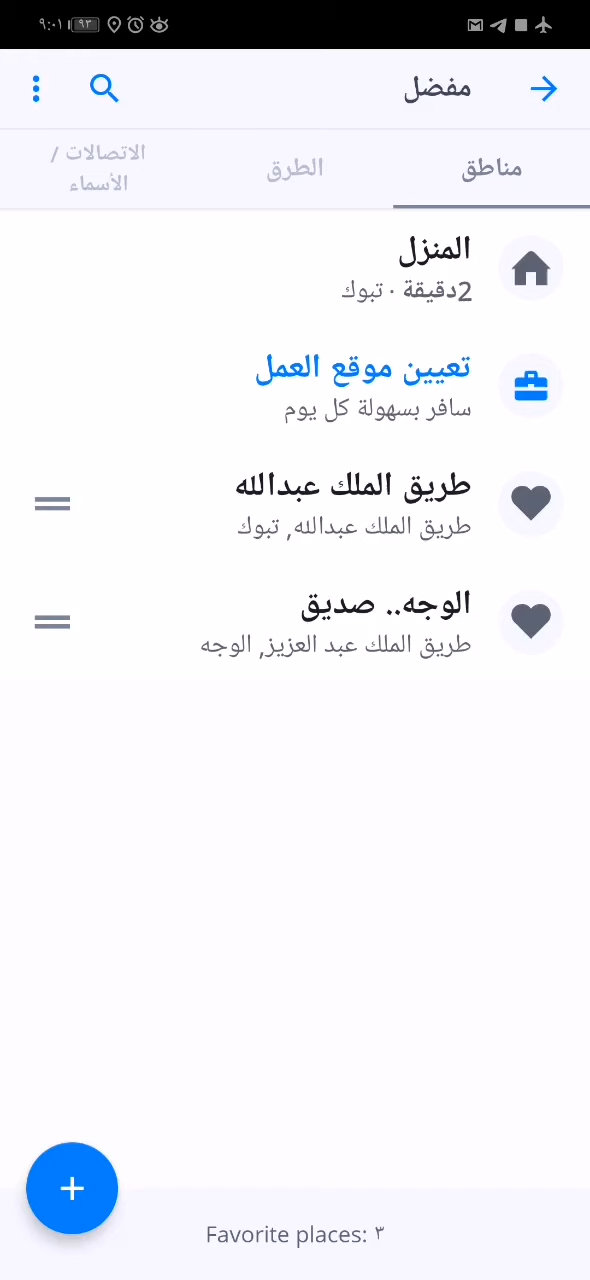 ٩:٠١ ٩٣
مفضل
مناطق
الطرق
الاتصالات /
الأسماء
المنزل
2دقيقة · تبوك
تعيين موقع العمل
سافر بسهولة كل يوم
طريق الملك عبدالله
طريق الملك عبدالله, تبوك
الوجه.. صديق
طريق الملك عبد العزيز, الوجه
Favorite places: ٣